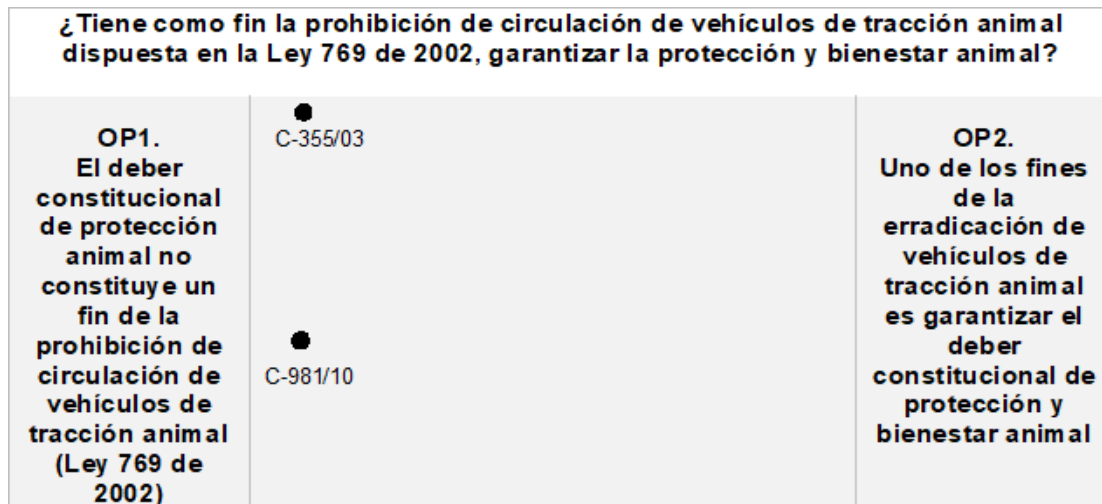 ¿Tiene como fin la prohibición de circulación de vehículos de tracción animal
dispuesta en la Ley 769 de 2002, garantizar la protección y bienestar animal?
OP1.
El deber
constitucional
de protección
animal no
constituye un
fin de la
prohibición de
circulación de
vehículos de
tracción animal
(Ley 769 de
2002)
C-355/03
C-981/10
OP2.
Uno de los fines
de la
erradicación de
vehículos de
tracción animal
es garantizar el
deber
constitucional de
protección y
bienestar animal